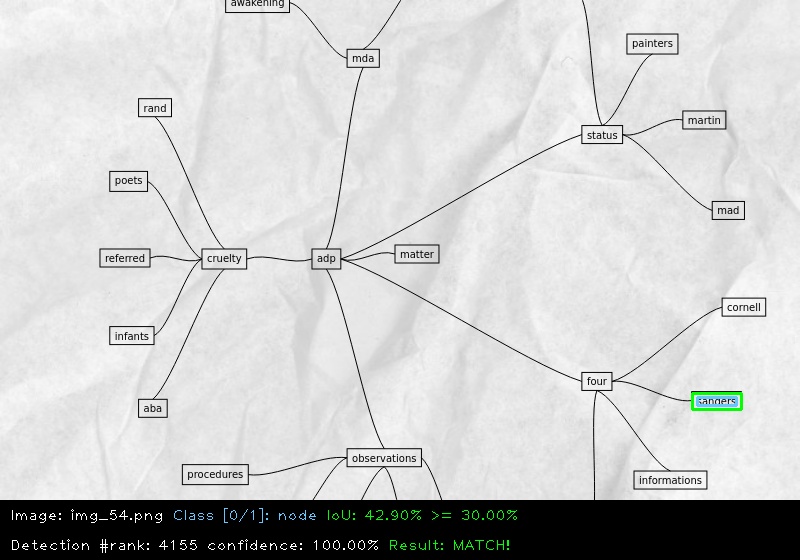 awakening
painters
mda
rand
martin
status
poets
mad
matter
referred
cruelty
adp
cornell
infants
four
sangers
aba
observations
procedures
informations
Image: img_54.png Class [0/1]: node IoU: 42.90% >= 30.00%
Detection #rank: 4155 confidence: 100.00% Result: MATCH!